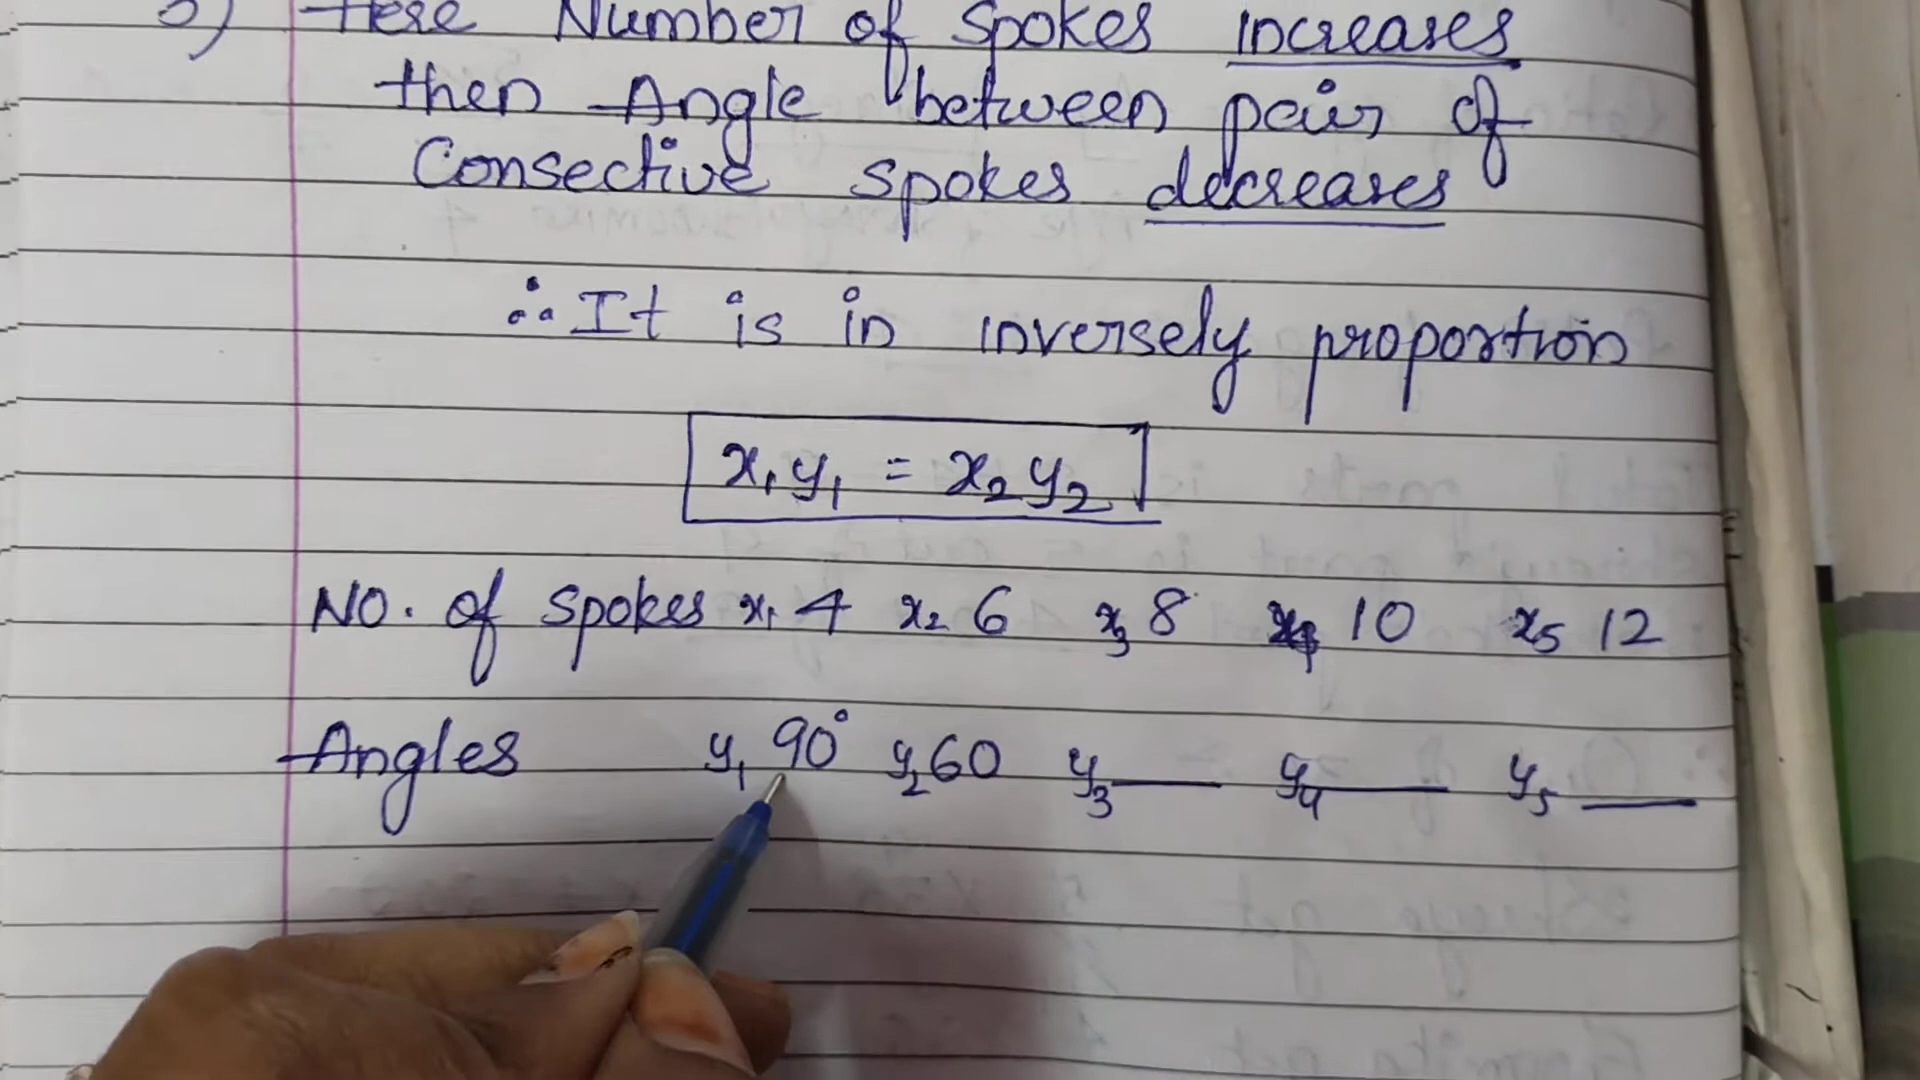 3) Here Number of spokes increases
then Angle between pair of
Consective spokes decreases
∴ It is in inversely proportion
x₁y₁ = x₂y₂
NO. of spokes x₁ 4 x₂ 6 x₃ 8 x₄ 10 x₅ 12
Angles y₁ 90° y₂ 60 y₃ ___ y₄ ___ y₅ ___